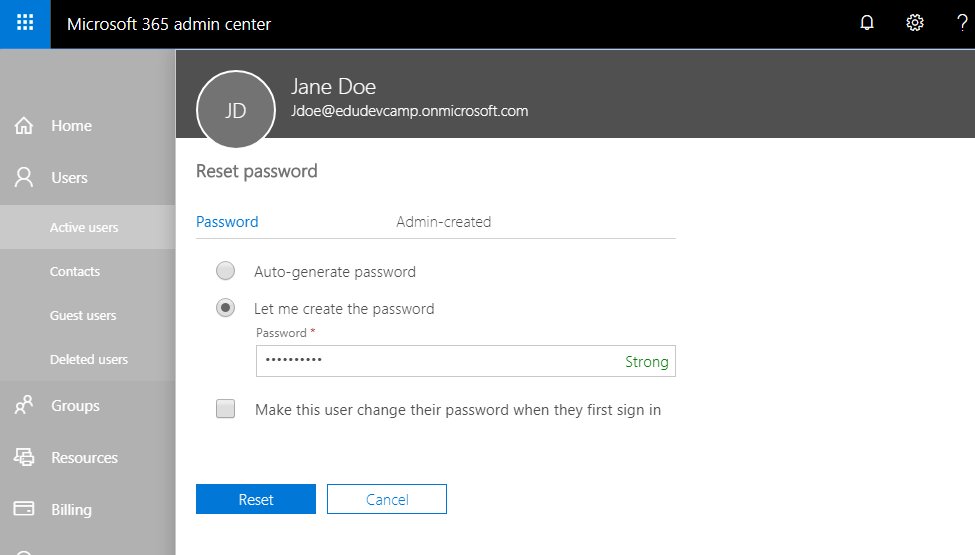 Microsoft 365 admin center
?
Home
Users
Active users
Contacts
Guest users
Deleted users
Groups
Resources
Billing
JD
Jane Doe
Jdoe@edudevcamp.onmicrosoft.com
Reset password
Password Admin-created
Auto-generate password
Let me create the password
Password *
•••••••••• Strong
Make this user change their password when they first sign in
Reset Cancel